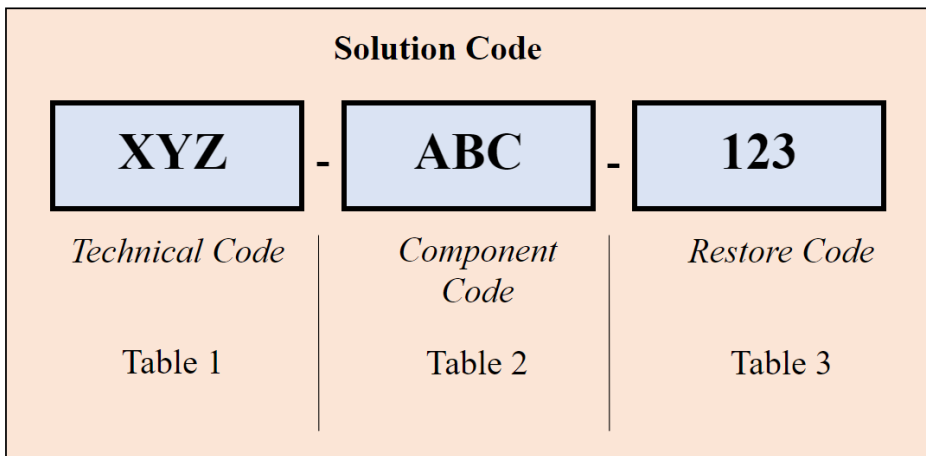 Solution Code
XYZ - ABC - 123
Technical Code
Component
Code
Restore Code
Table 1
Table 2
Table 3